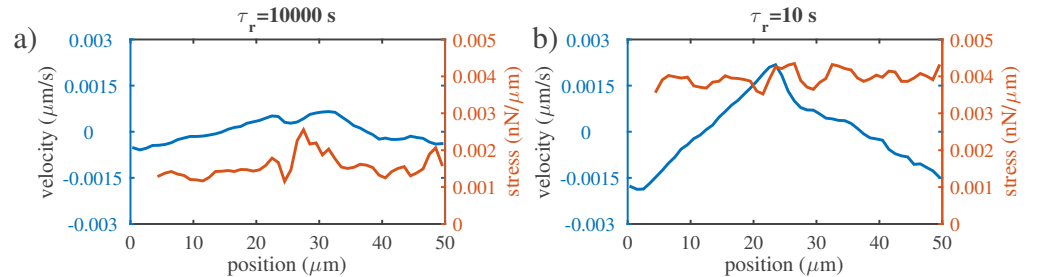 a)
τr=10000 s
velocity (μm/s)
0.003
0.0015
0
-0.0015
-0.003
0.005
0.004
0.003
0.002
0.001
0
stress (nN/μm)
0 10 20 30 40 50
position (μm)
b)
τr=10 s
velocity (μm/s)
0.003
0.0015
0
-0.0015
-0.003
0.005
0.004
0.003
0.002
0.001
0
stress (nN/μm)
0 10 20 30 40 50
position (μm)